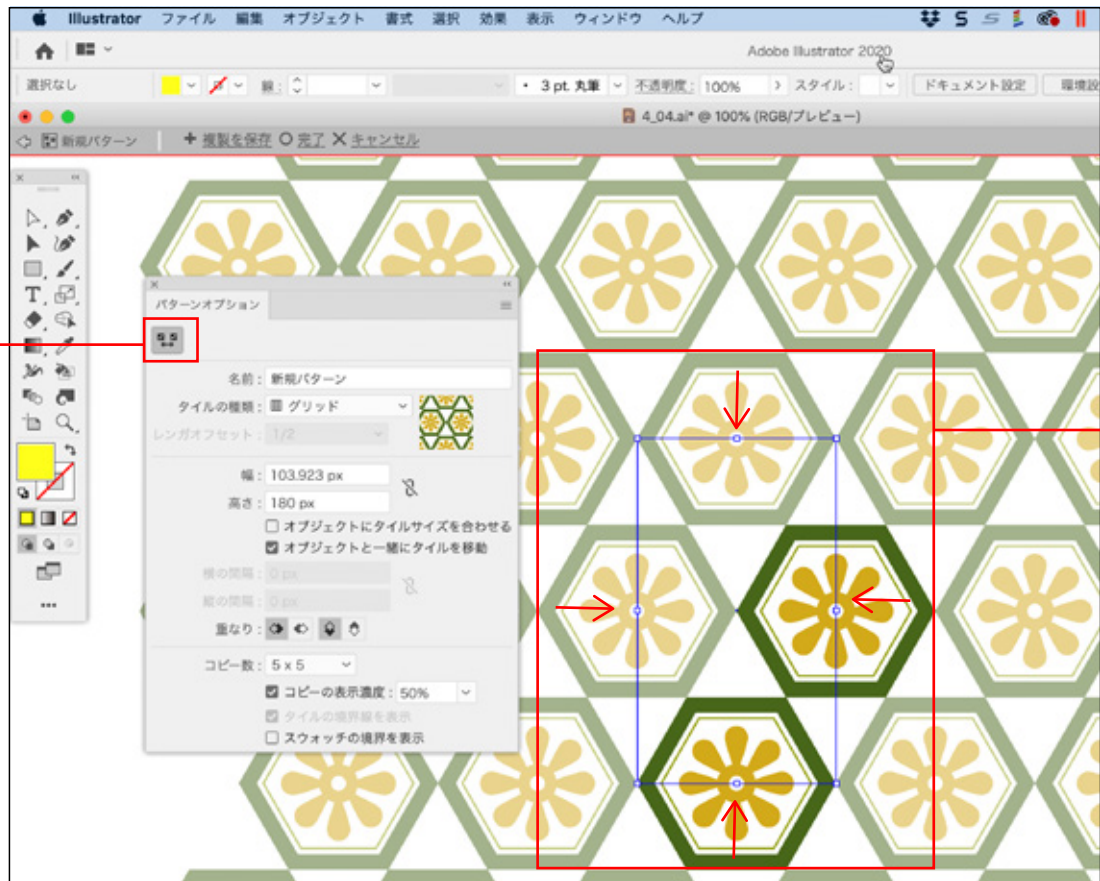 Illustrator ファイル 編集 オブジェクト 書式 選択 効果 表示 ウィンドウ ヘルプ
Adobe Illustrator 2020
選択なし 線: 3 pt. 丸筆 不透明度: 100% スタイル: ドキュメント設定 環境設
4_04.ai* @ 100% (RGB/プレビュー)
新規パターン + 複製を保存 ○ 完了 × キャンセル
パターンオプション
名前: 新規パターン
タイルの種類: グリッド
レンガオフセット: 1/2
幅: 103.923 px
高さ: 180 px
オブジェクトにタイルサイズを合わせる
オブジェクトと一緒にタイルを移動
横の間隔: 0 px
縦の間隔: 0 px
重なり:
コピー数: 5 x 5
コピーの表示濃度: 50%
タイルの境界線を表示
スウォッチの境界を表示